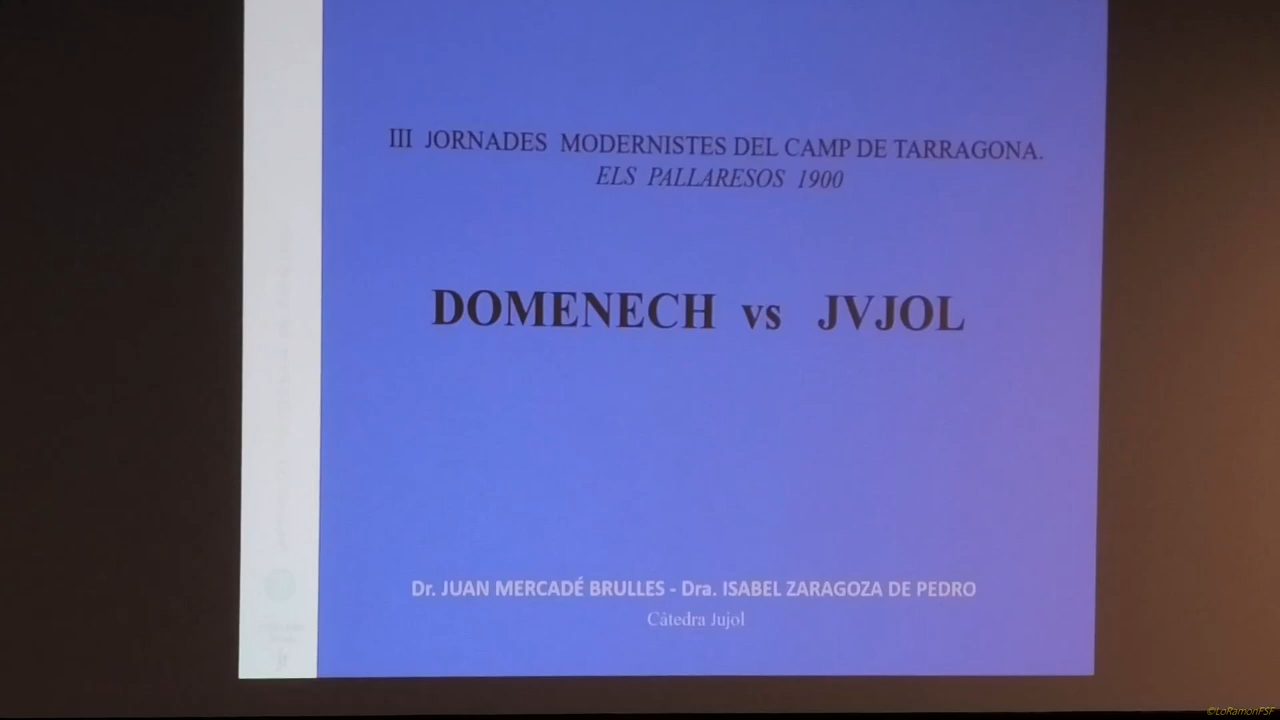 III JORNADES MODERNISTES DEL CAMP DE TARRAGONA.
ELS PALLARESOS 1900
DOMENECH vs JVJOL
Dr. JUAN MERCADÉ BRULLES - Dra. ISABEL ZARAGOZA DE PEDRO
Càtedra Jujol
©LoRamonFSF